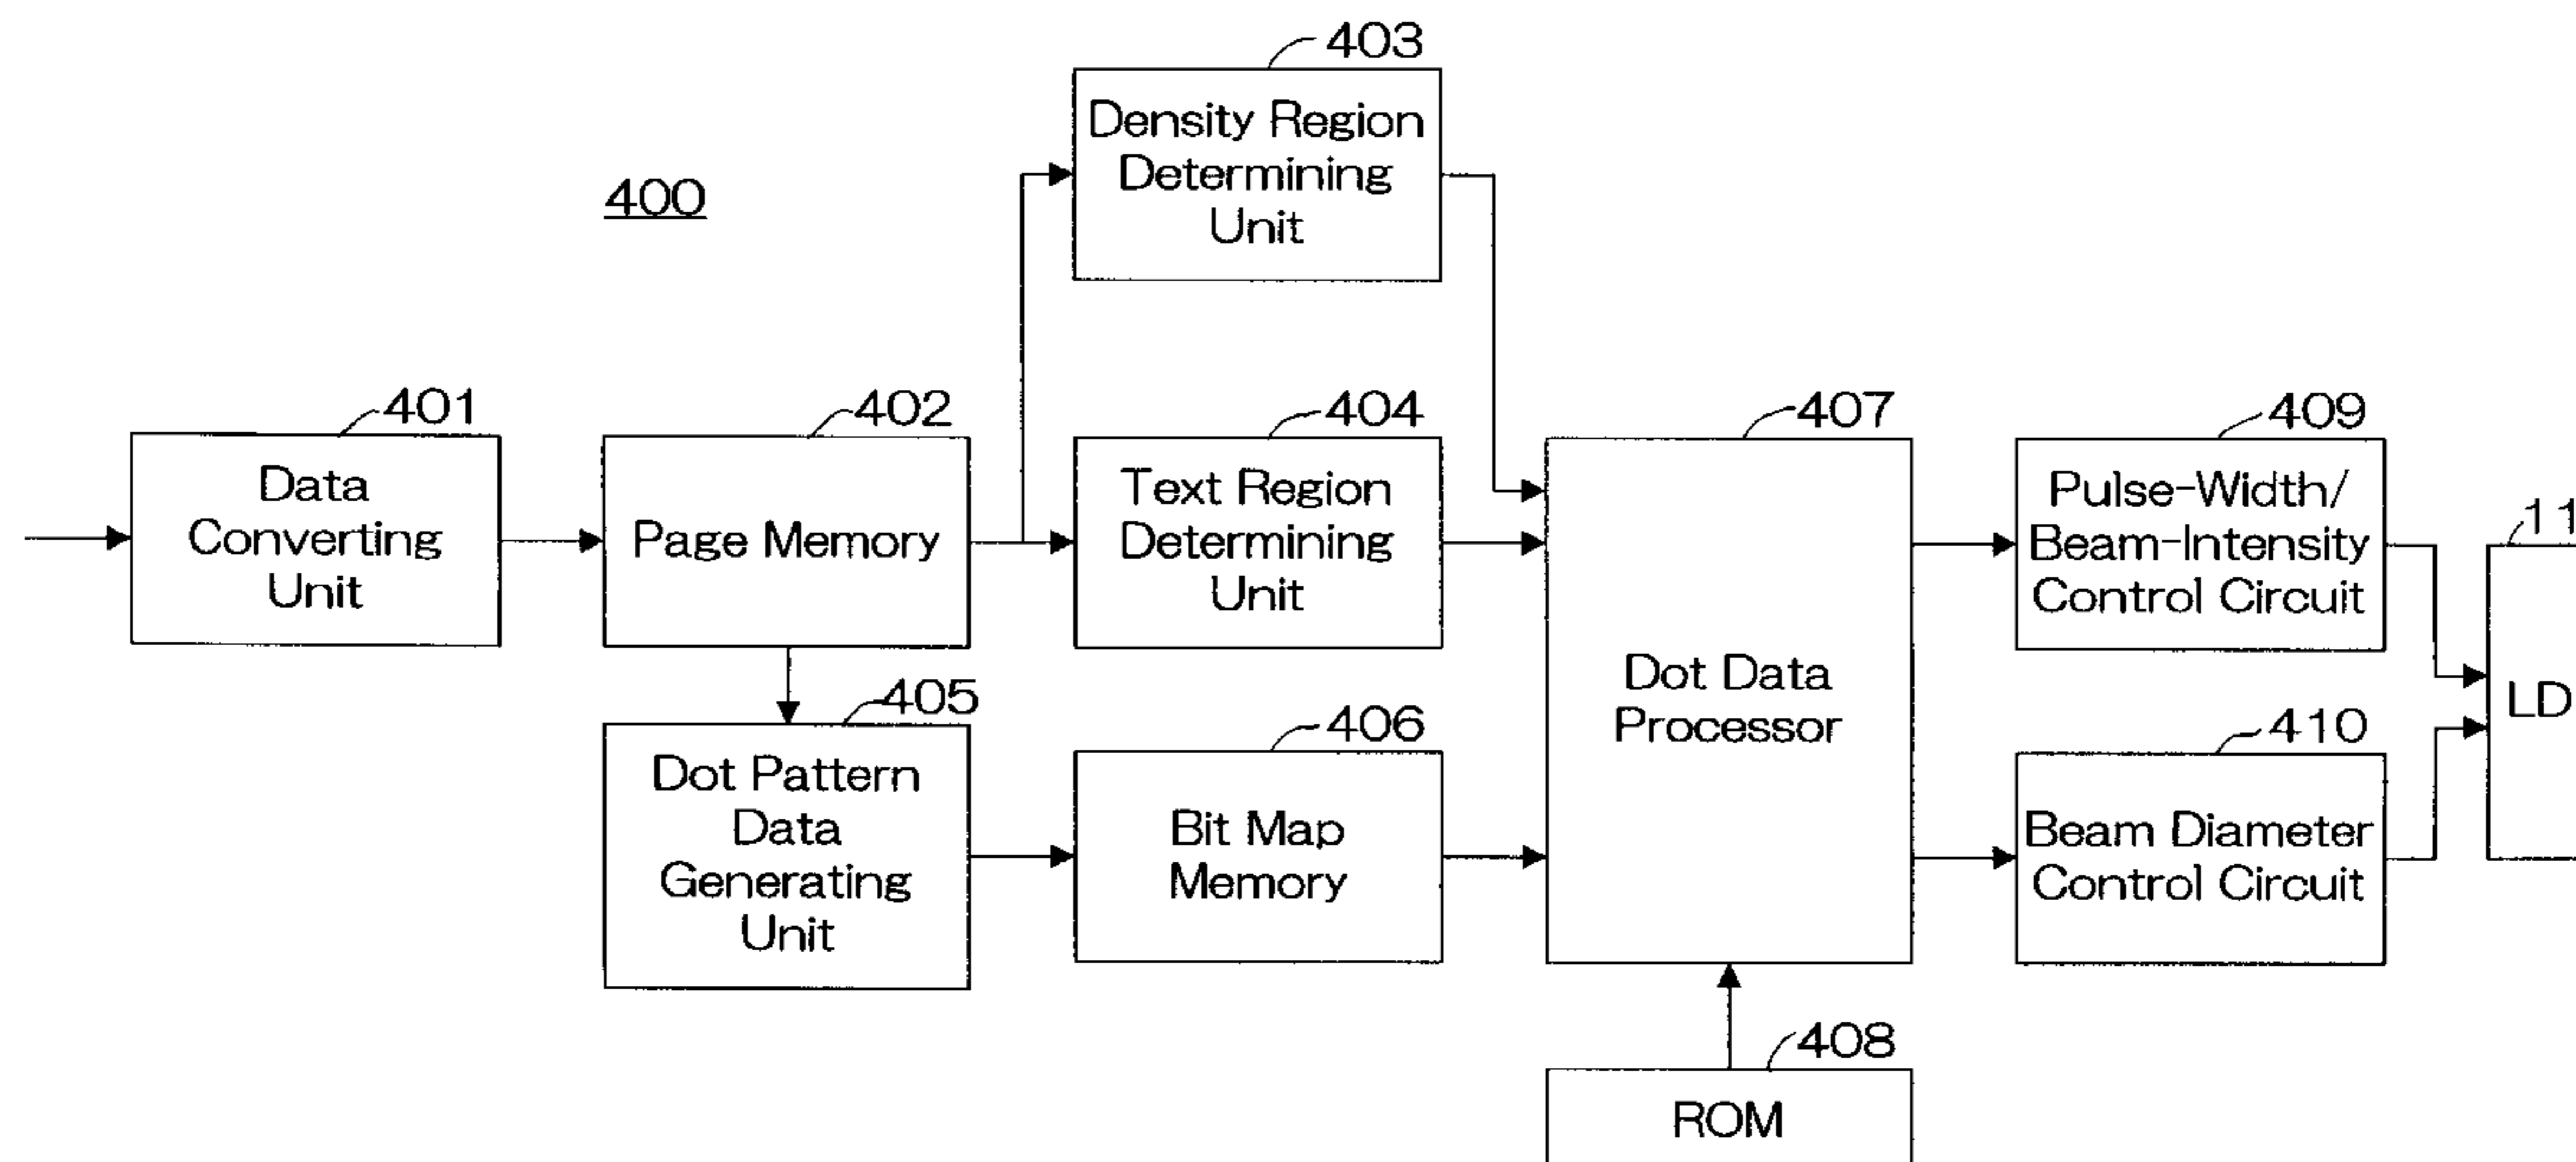 403
Density Region
Determining
Unit
400
401
Data
Converting
Unit
402
Page Memory
404
Text Region
Determining
Unit
407
Dot Data
Processor
409
Pulse-Width/
Beam-Intensity
Control Circuit
11
LD
405
Dot Pattern
Data
Generating
Unit
406
Bit Map
Memory
410
Beam Diameter
Control Circuit
408
ROM